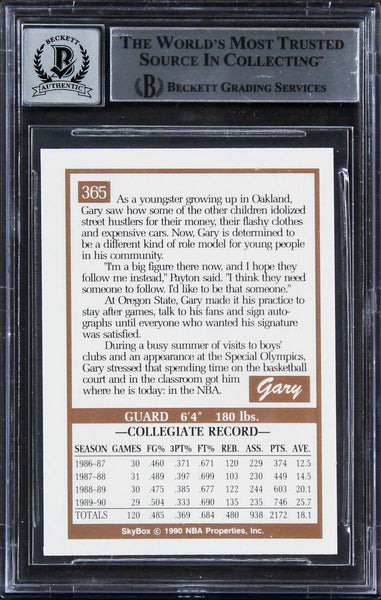 BECKETT
B
AUTHENTIC
THE WORLD'S MOST TRUSTED
SOURCE IN COLLECTING™
B BECKETT GRADING SERVICES
365
As a youngster growing up in Oakland,
Gary saw how some of the other children idolized
street hustlers for their money, their flashy clothes
and expensive cars. Now, Gary is determined to
be a different kind of role model for young people
in his community.
"I'm a big figure there now, and I hope they
follow me instead," Payton said. "I think they need
someone to follow. I'd like to be that someone."
At Oregon State, Gary made it his practice to
stay after games, talk to his fans and sign auto-
graphs until everyone who wanted his signature
was satisfied.
During a busy summer of visits to boys'
clubs and an appearance at the Special Olympics,
Gary stressed that spending time on the basketball
court and in the classroom got him
where he is today: in the NBA.
Gary
GUARD 6'4" 180 lbs.
—COLLEGIATE RECORD—
SEASON GAMES FG% 3PT% FT% REB. ASS. PTS. AVE.
1986-87 30 .460 .371 .671 120 229 374 12.5
1987-88 31 .489 .397 .699 103 230 449 14.5
1988-89 30 .475 .385 .677 122 244 603 20.1
1989-90 29 .504 .333 .690 135 235 746 25.7
TOTALS 120 .485 .369 .684 480 938 2172 18.1
SkyBox © 1990 NBA Properties, Inc.